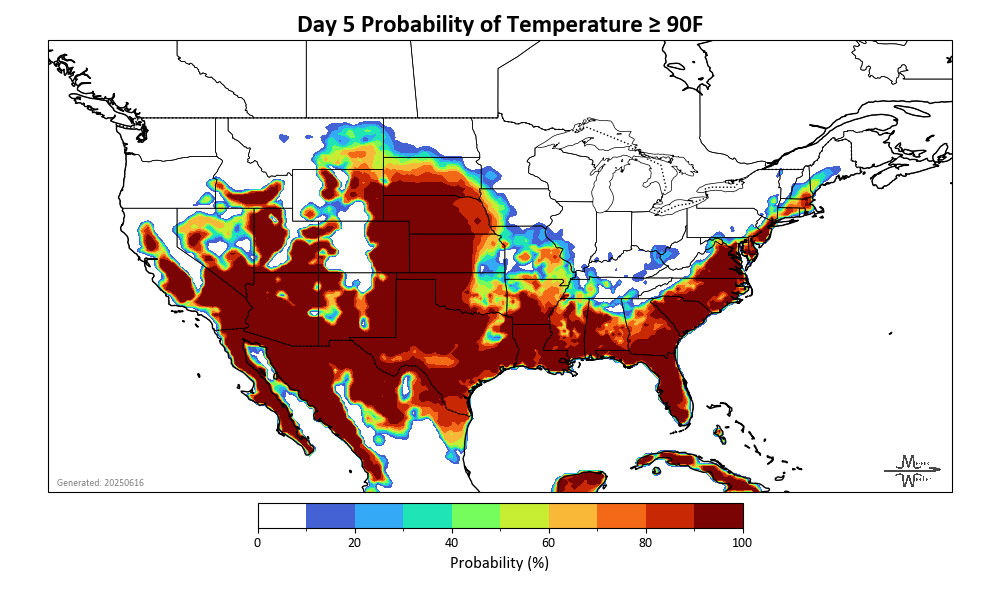 Day 5 Probability of Temperature ≥ 90F
Generated: 20250616
0 20 40 60 80 100
Probability (%)